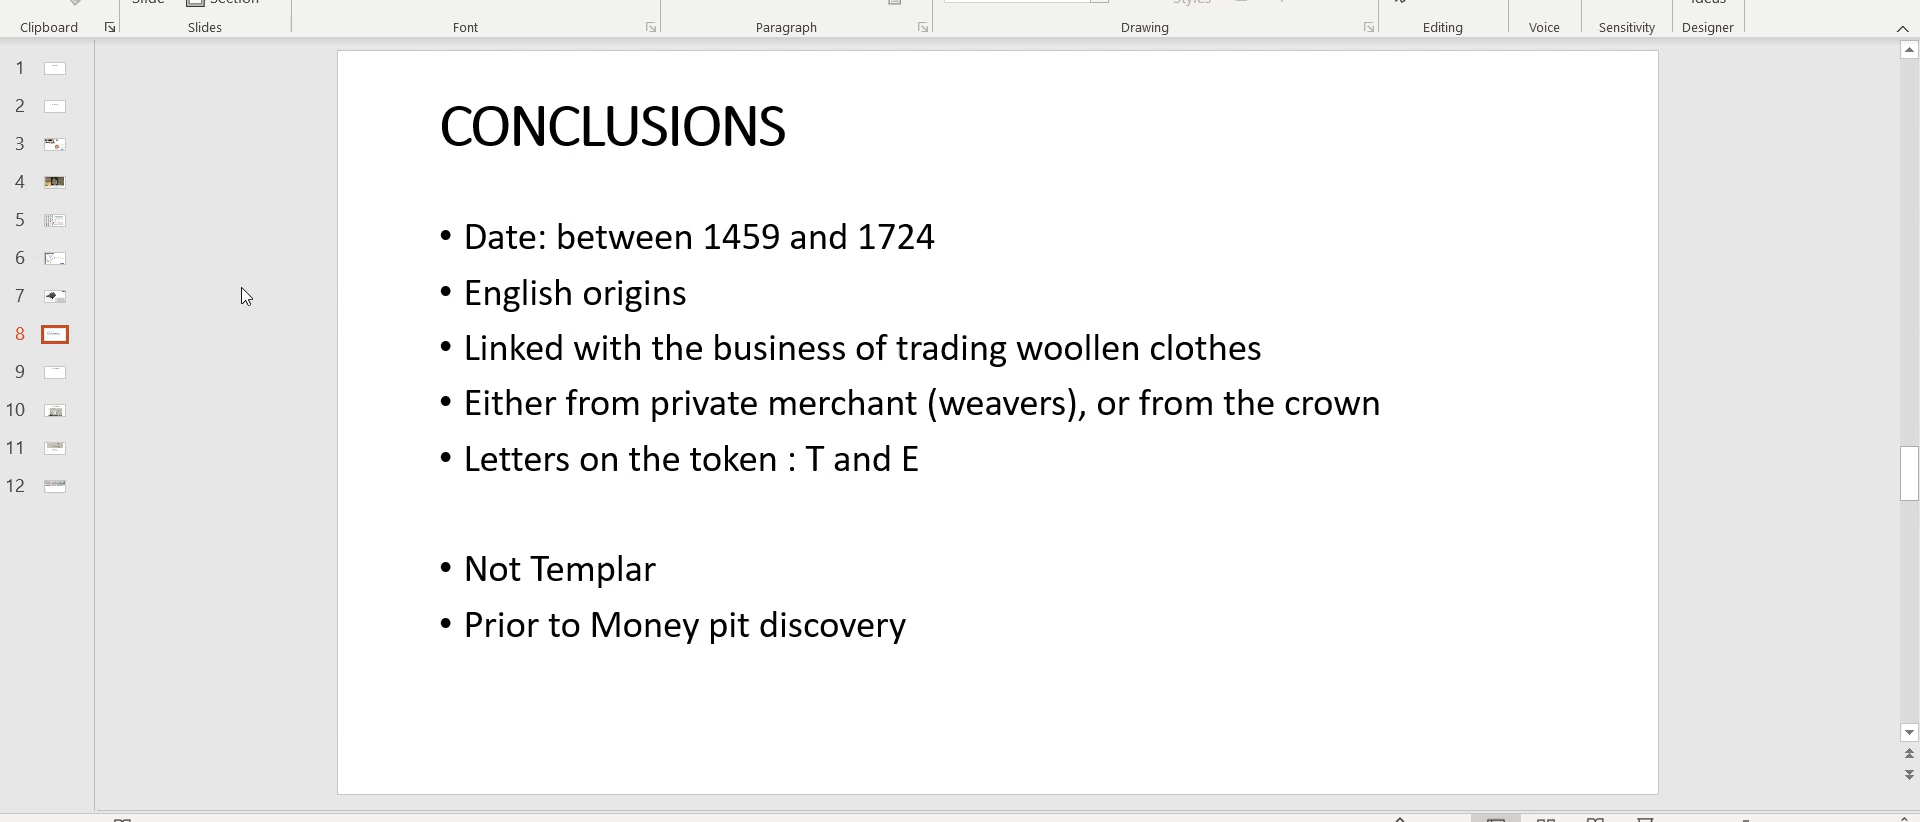 Clipboard
Slides
Font
Paragraph
Drawing
Editing
Voice
Sensitivity
Designer
1
2
3
4
5
6
7
8
9
10
11
12
CONCLUSIONS
• Date: between 1459 and 1724
• English origins
• Linked with the business of trading woollen clothes
• Either from private merchant (weavers), or from the crown
• Letters on the token : T and E
• Not Templar
• Prior to Money pit discovery